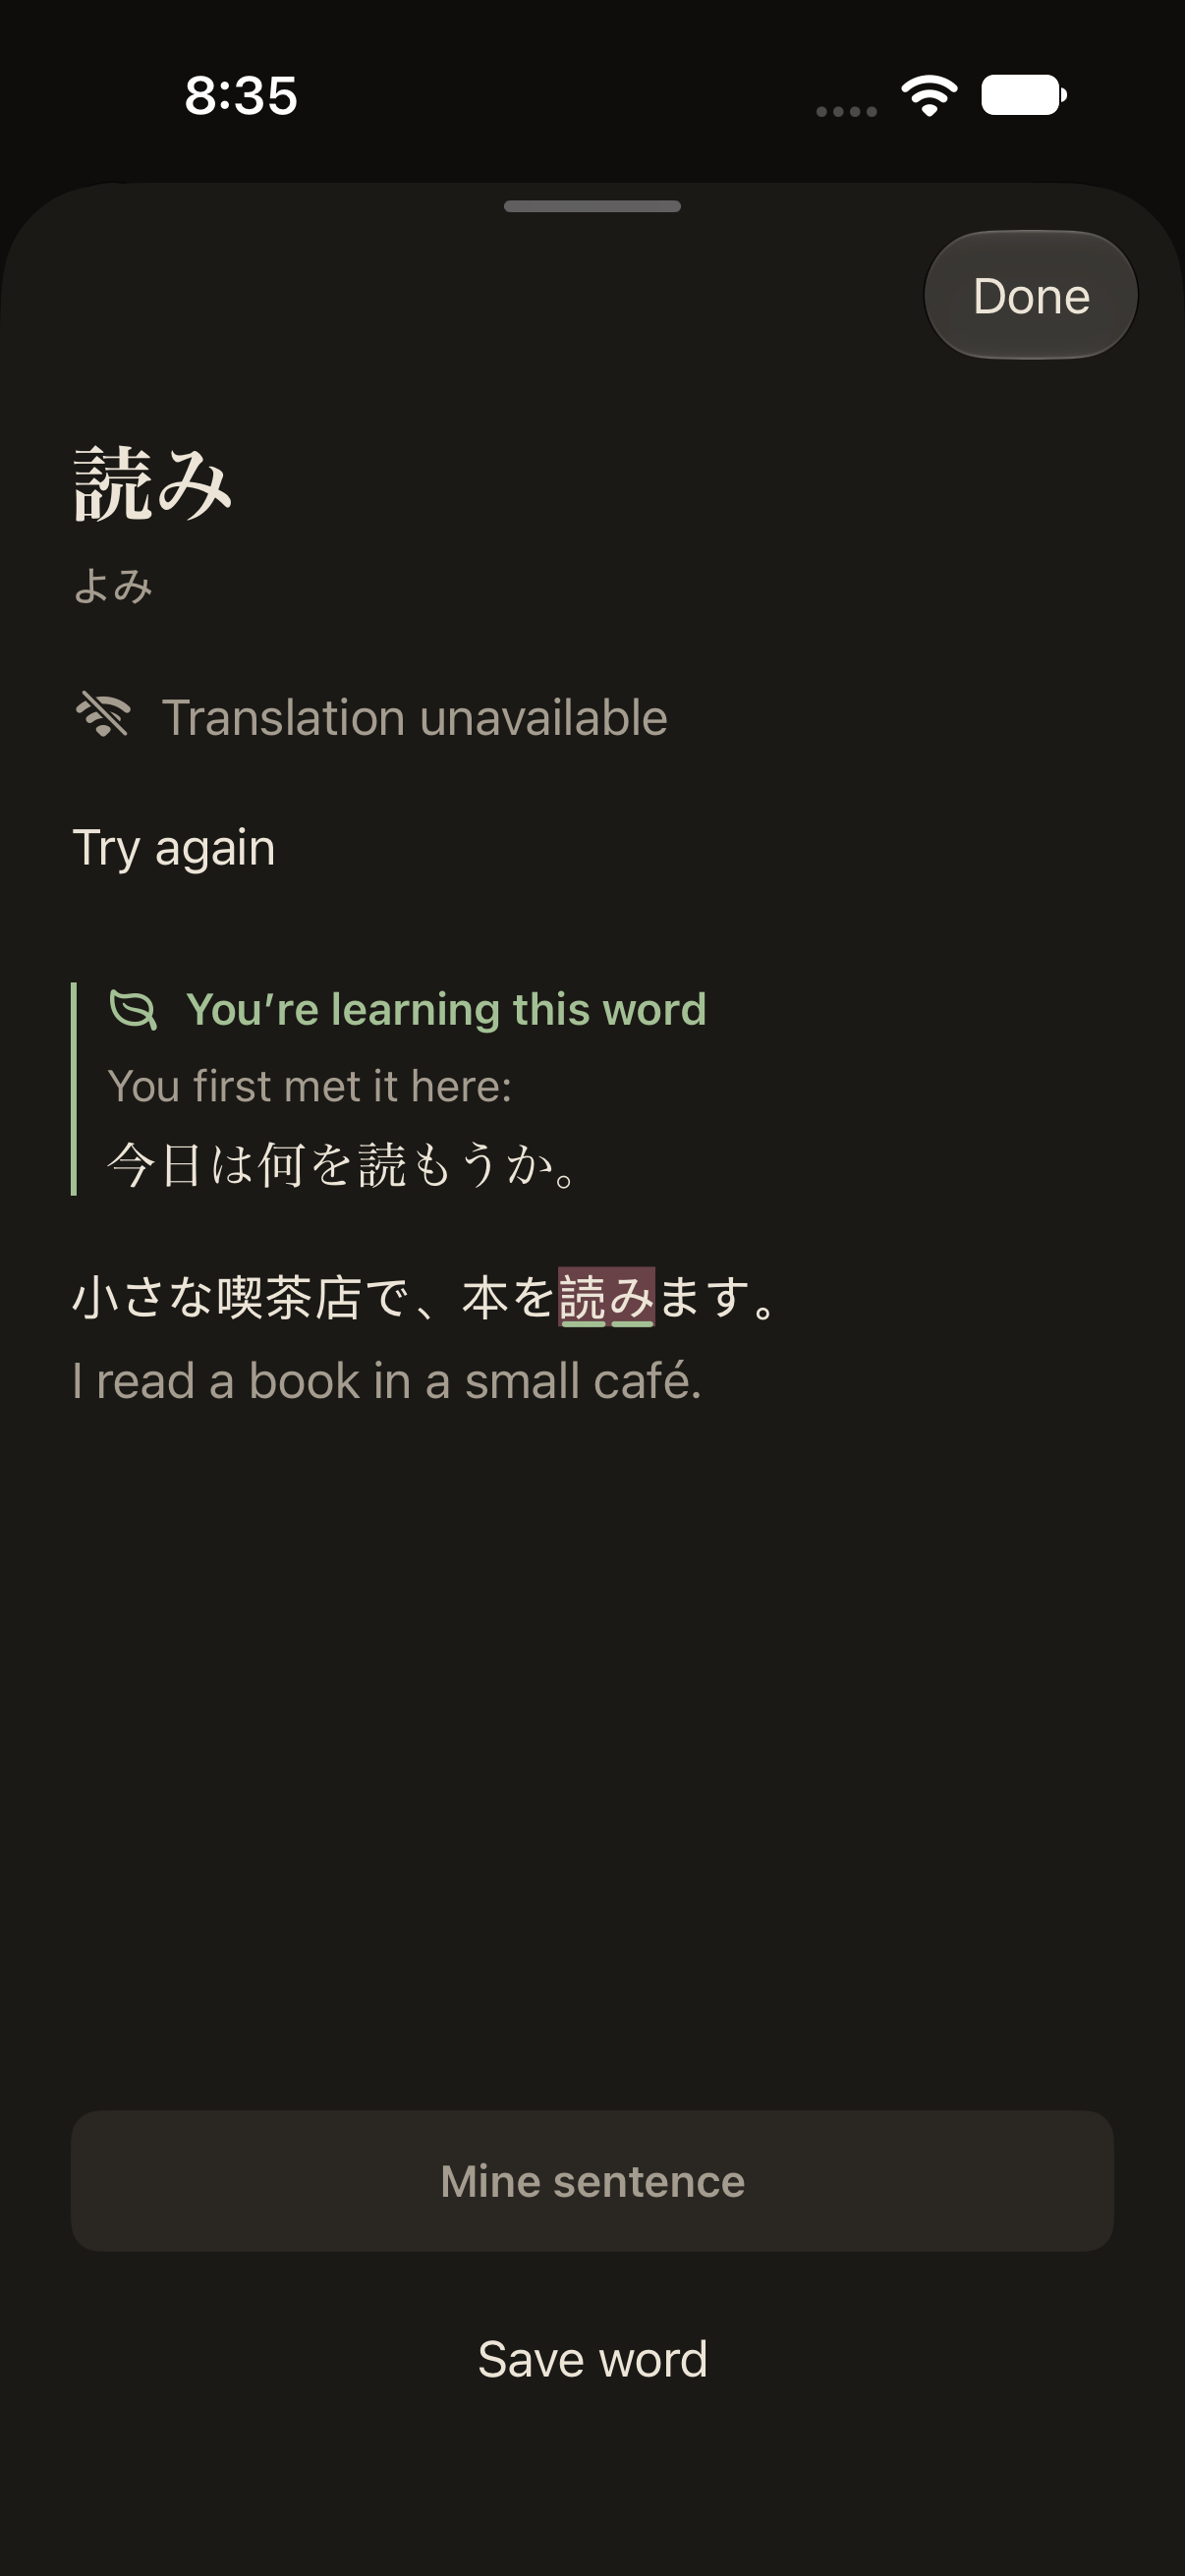 8:35
Done
読み
よみ
Translation unavailable
Try again
You’re learning this word
You first met it here:
今日は何を読もうか。
小さな喫茶店で、本を読みます。
I read a book in a small café.
Mine sentence
Save word